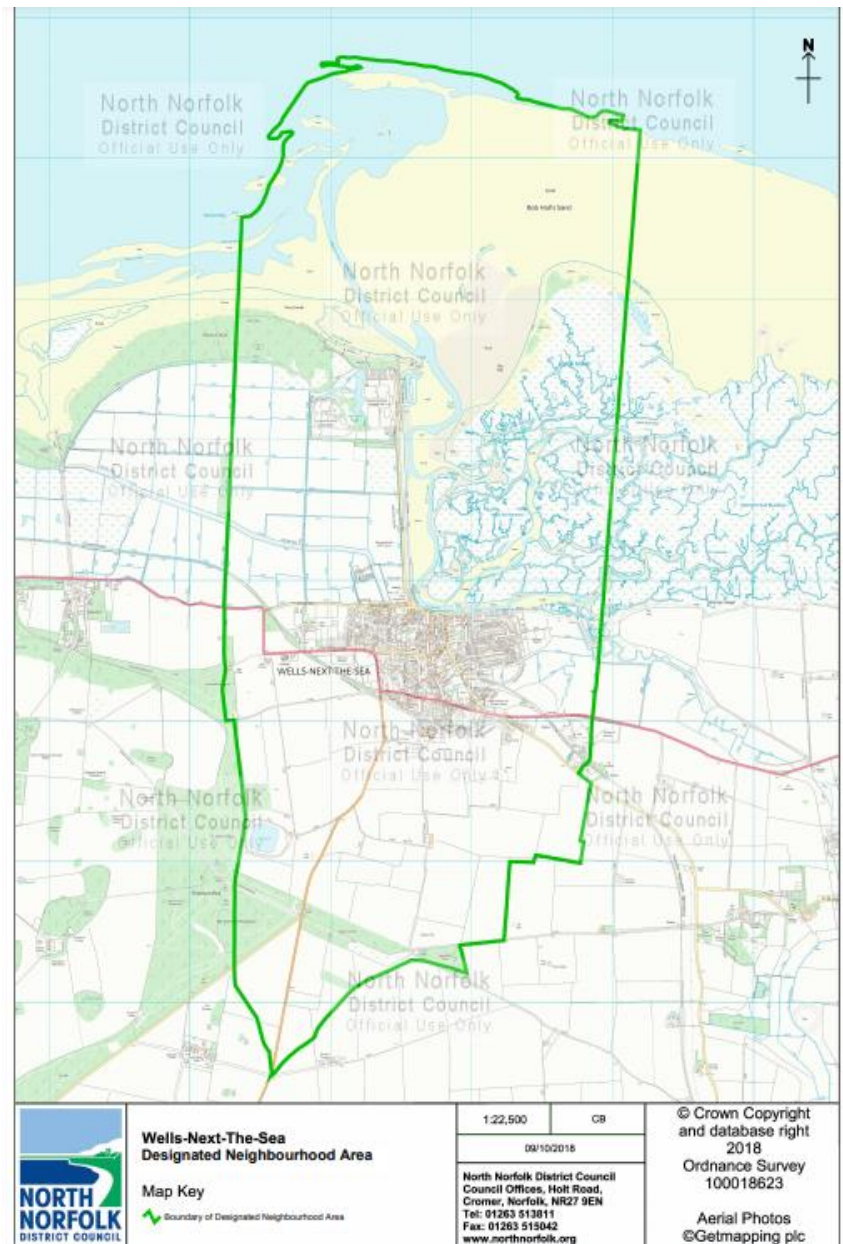 N
North Norfolk
District Council
Official Use Only
North Norfolk
District Council
Official Use Only
Bob Hall's Sand
North Norfolk
District Council
Official Use Only
North Norfolk
District Council
Official Use Only
North Norfolk
District Council
Official Use Only
WELLS-NEXT-THE-SEA
North Norfolk
District Council
Official Use Only
North Norfolk
District Council
Official Use Only
North Norfolk
District Council
Official Use Only
North Norfolk
District Council
Official Use Only
NORTH
NORFOLK
DISTRICT COUNCIL
Wells-Next-The-Sea
Designated Neighbourhood Area
Map Key
Boundary of Designated Neighbourhood Area
1:22,500
CB
09/10/2018
North Norfolk District Council
Council Offices, Holt Road,
Cromer, Norfolk, NR27 9EN
Tel: 01263 513811
Fax: 01263 515042
www.northnorfolk.org
© Crown Copyright
and database right
2018
Ordnance Survey
100018623
Aerial Photos
©Getmapping plc